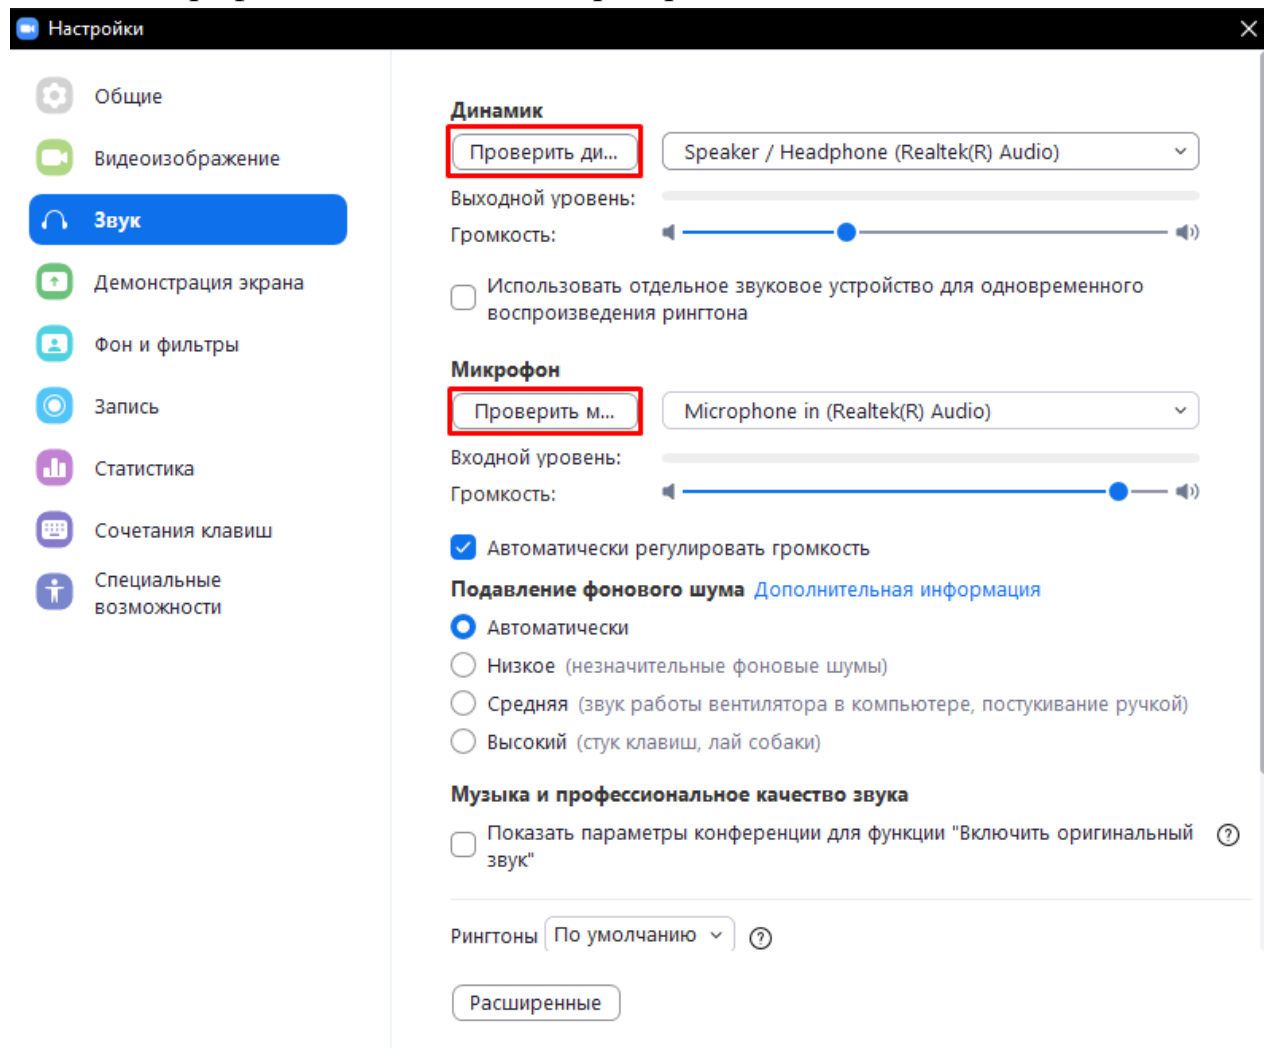 Настройки
Общие
Видеоизображение
Звук
Демонстрация экрана
Фон и фильтры
Запись
Статистика
Сочетания клавиш
Специальные
возможности
Динамик
Проверить ди... Speaker / Headphone (Realtek(R) Audio)
Выходной уровень:
Громкость:
Использовать отдельное звуковое устройство для одновременного
воспроизведения рингтона
Микрофон
Проверить м... Microphone in (Realtek(R) Audio)
Входной уровень:
Громкость:
Автоматически регулировать громкость
Подавление фонового шума Дополнительная информация
Автоматически
Низкое (незначительные фоновые шумы)
Средняя (звук работы вентилятора в компьютере, постукивание ручкой)
Высокий (стук клавиш, лай собаки)
Музыка и профессиональное качество звука
Показать параметры конференции для функции "Включить оригинальный
звук"
Рингтоны По умолчанию
Расширенные